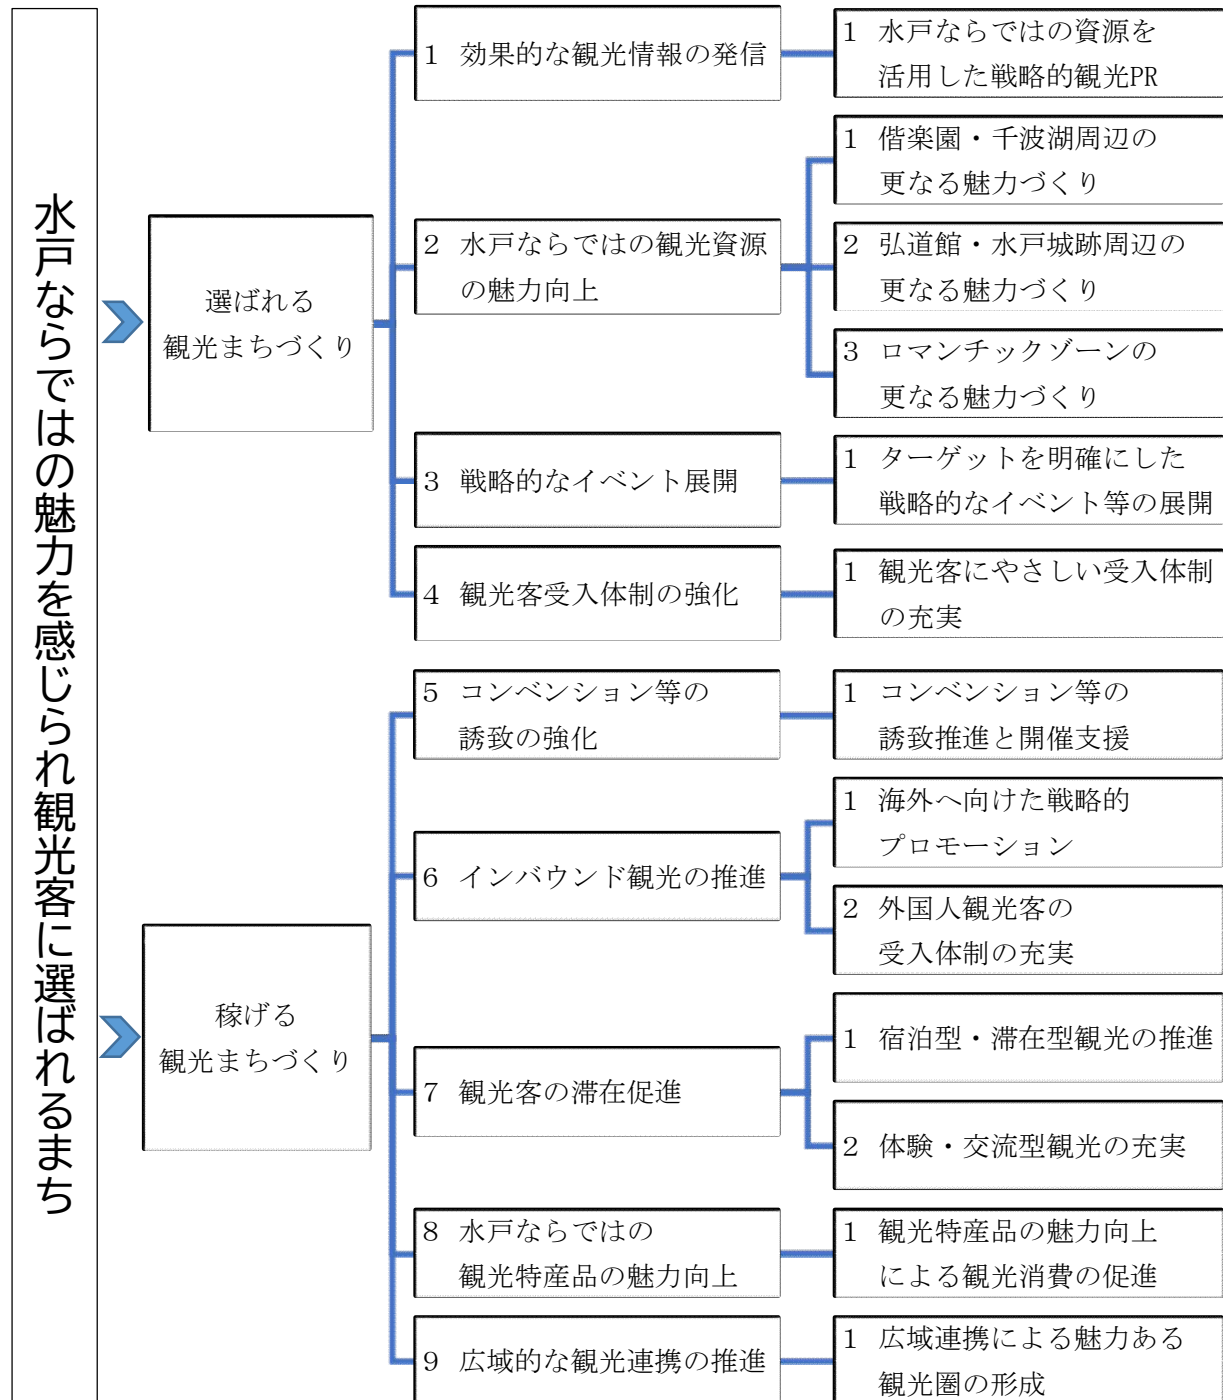 水戸ならではの魅力を感じられ観光客に選ばれるまち
選ばれる
観光まちづくり
1 効果的な観光情報の発信
1 水戸ならではの資源を
活用した戦略的観光PR
2 水戸ならではの観光資源
の魅力向上
1 偕楽園・千波湖周辺の
更なる魅力づくり
2 弘道館・水戸城跡周辺の
更なる魅力づくり
3 ロマンチックゾーンの
更なる魅力づくり
3 戦略的なイベント展開
1 ターゲットを明確にした
戦略的なイベント等の展開
4 観光客受入体制の強化
1 観光客にやさしい受入体制
の充実
稼げる
観光まちづくり
5 コンベンション等の
誘致の強化
1 コンベンション等の
誘致推進と開催支援
6 インバウンド観光の推進
1 海外へ向けた戦略的
プロモーション
2 外国人観光客の
受入体制の充実
7 観光客の滞在促進
1 宿泊型・滞在型観光の推進
2 体験・交流型観光の充実
8 水戸ならではの
観光特産品の魅力向上
1 観光特産品の魅力向上
による観光消費の促進
9 広域的な観光連携の推進
1 広域連携による魅力ある
観光圏の形成